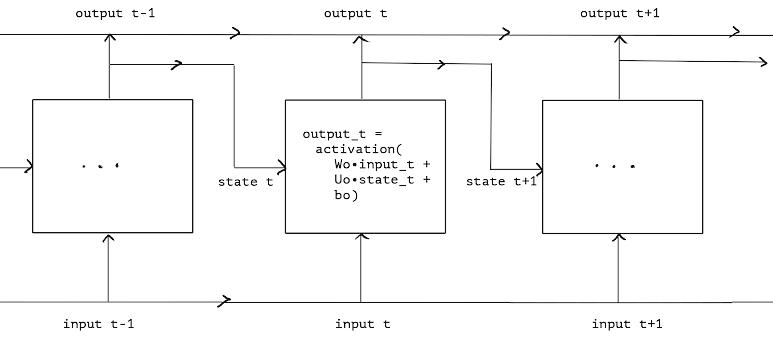 output t-1
output t
output t+1
. . .
output_t =
activation(
Wo•input_t +
Uo•state_t +
bo)
. . .
state t
state t+1
input t-1
input t
input t+1